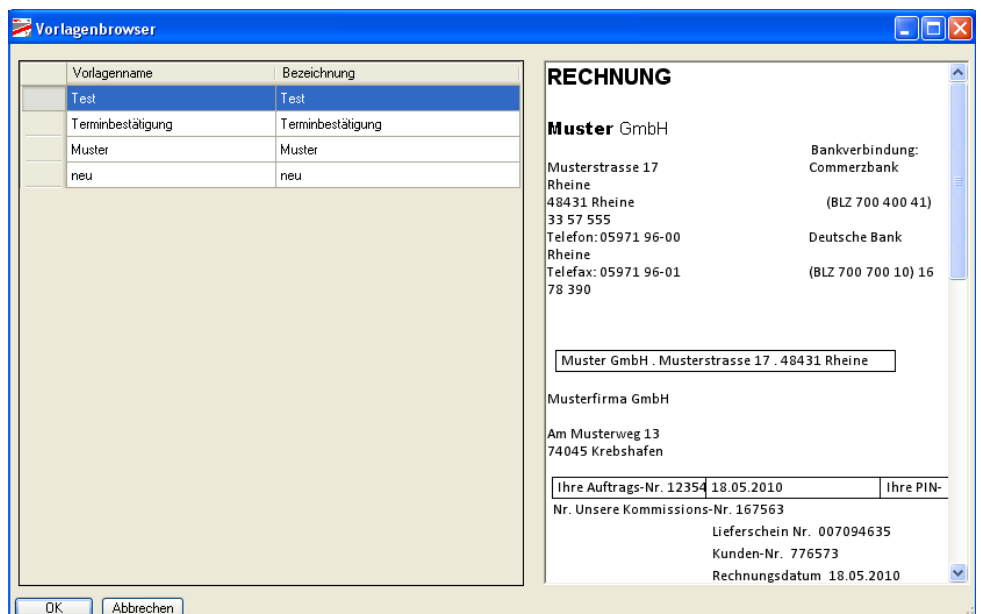 Vorlagenbrowser
Vorlagenname Bezeichnung
Test Test
Terminbestätigung Terminbestätigung
Muster Muster
neu neu
RECHNUNG
Muster GmbH
Bankverbindung:
Musterstrasse 17 Commerzbank
Rheine
48431 Rheine (BLZ 700 400 41)
33 57 555
Telefon: 05971 96-00 Deutsche Bank
Rheine
Telefax: 05971 96-01 (BLZ 700 700 10) 16
78 390
Muster GmbH . Musterstrasse 17 . 48431 Rheine
Musterfirma GmbH
Am Musterweg 13
74045 Krebshafen
Ihre Auftrags-Nr. 12354 18.05.2010 Ihre PIN-
Nr. Unsere Kommissions-Nr. 167563
Lieferschein Nr. 007094635
Kunden-Nr. 776573
Rechnungsdatum 18.05.2010
OK Abbrechen